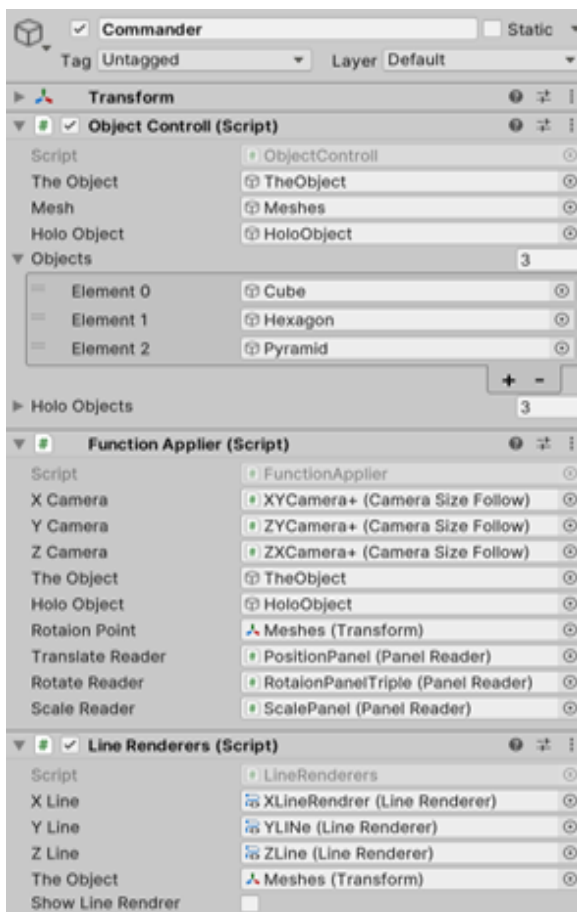 Commander Static
Tag Untagged Layer Default
Transform
# Object Controll (Script)
Script # ObjectControll
The Object TheObject
Mesh Meshes
Holo Object HoloObject
Objects 3
Element 0 Cube
Element 1 Hexagon
Element 2 Pyramid
+ -
Holo Objects 3
# Function Applier (Script)
Script # FunctionApplier
X Camera # XYCamera+ (Camera Size Follow)
Y Camera # ZYCamera+ (Camera Size Follow)
Z Camera # ZXCamera+ (Camera Size Follow)
The Object TheObject
Holo Object HoloObject
Rotaion Point Meshes (Transform)
Translate Reader # PositionPanel (Panel Reader)
Rotate Reader # RotaionPanelTriple (Panel Reader)
Scale Reader # ScalePanel (Panel Reader)
# Line Renderers (Script)
Script # LineRenderers
X Line XLineRendrer (Line Renderer)
Y Line YLINe (Line Renderer)
Z Line ZLine (Line Renderer)
The Object Meshes (Transform)
Show Line Rendrer